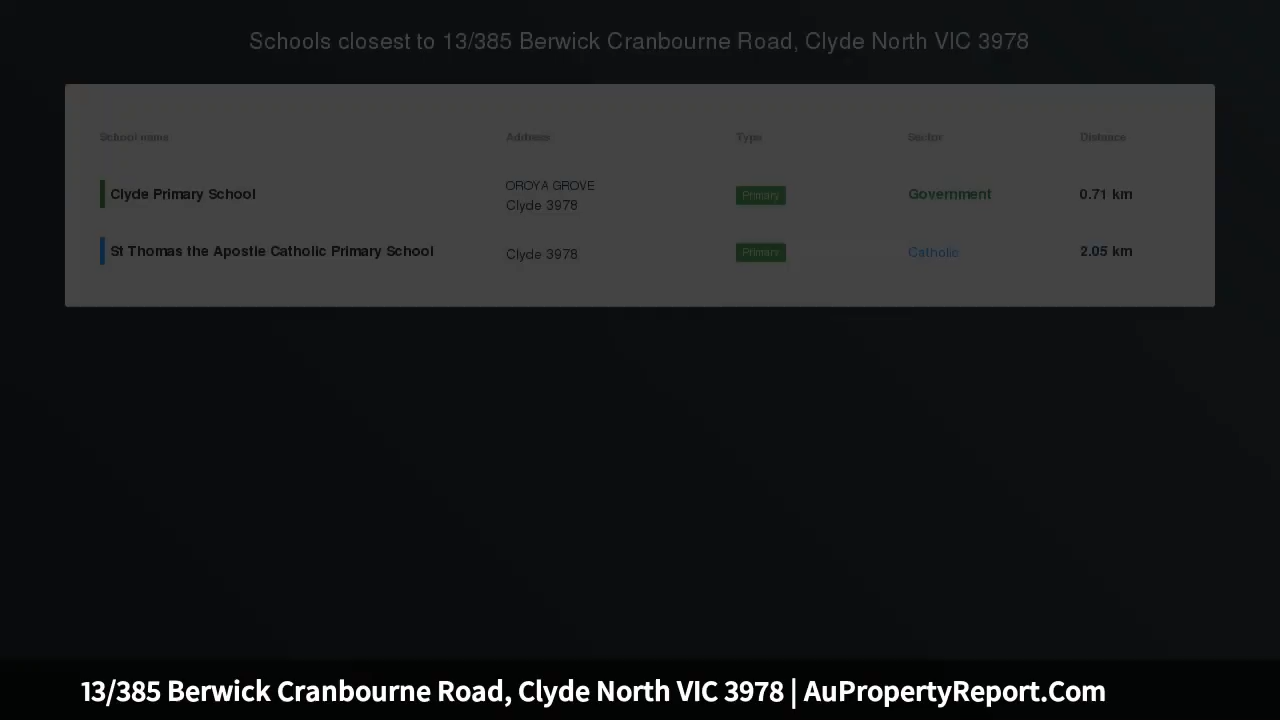 Schools closest to 13/385 Berwick Cranbourne Road, Clyde North VIC 3978
School name Address Type Sector Distance
Clyde Primary School OROYA GROVE Clyde 3978 Primary Government 0.71 km
St Thomas the Apostle Catholic Primary School Clyde 3978 Primary Catholic 2.05 km
13/385 Berwick Cranbourne Road, Clyde North VIC 3978 | AuPropertyReport.Com